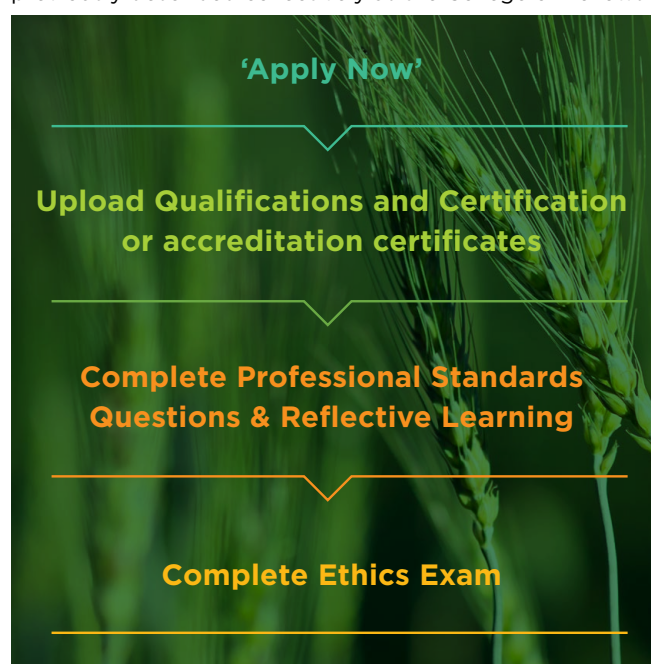 ‘Apply Now’
Upload Qualifications and Certification
or accreditation certificates
Complete Professional Standards
Questions & Reflective Learning
Complete Ethics Exam